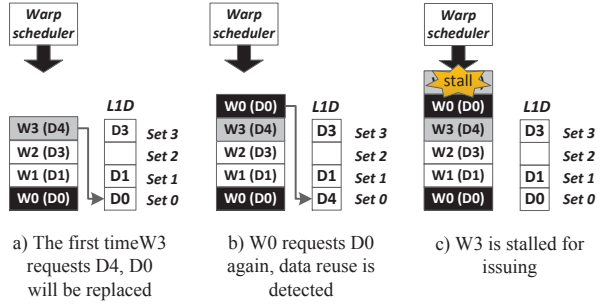 Warp
scheduler
L1D
W3 (D4)
W2 (D3)
W1 (D1)
W0 (D0)
D3
D1
D0
Set 3
Set 2
Set 1
Set 0
a) The first timeW3
requests D4, D0
will be replaced
Warp
scheduler
L1D
W0 (D0)
W3 (D4)
W2 (D3)
W1 (D1)
W0 (D0)
D3
D1
D4
Set 3
Set 2
Set 1
Set 0
b) W0 requests D0
again, data reuse is
detected
Warp
scheduler
stall
L1D
W0 (D0)
W3 (D4)
W2 (D3)
W1 (D1)
W0 (D0)
D3
D1
D0
Set 3
Set 2
Set 1
Set 0
c) W3 is stalled for
issuing